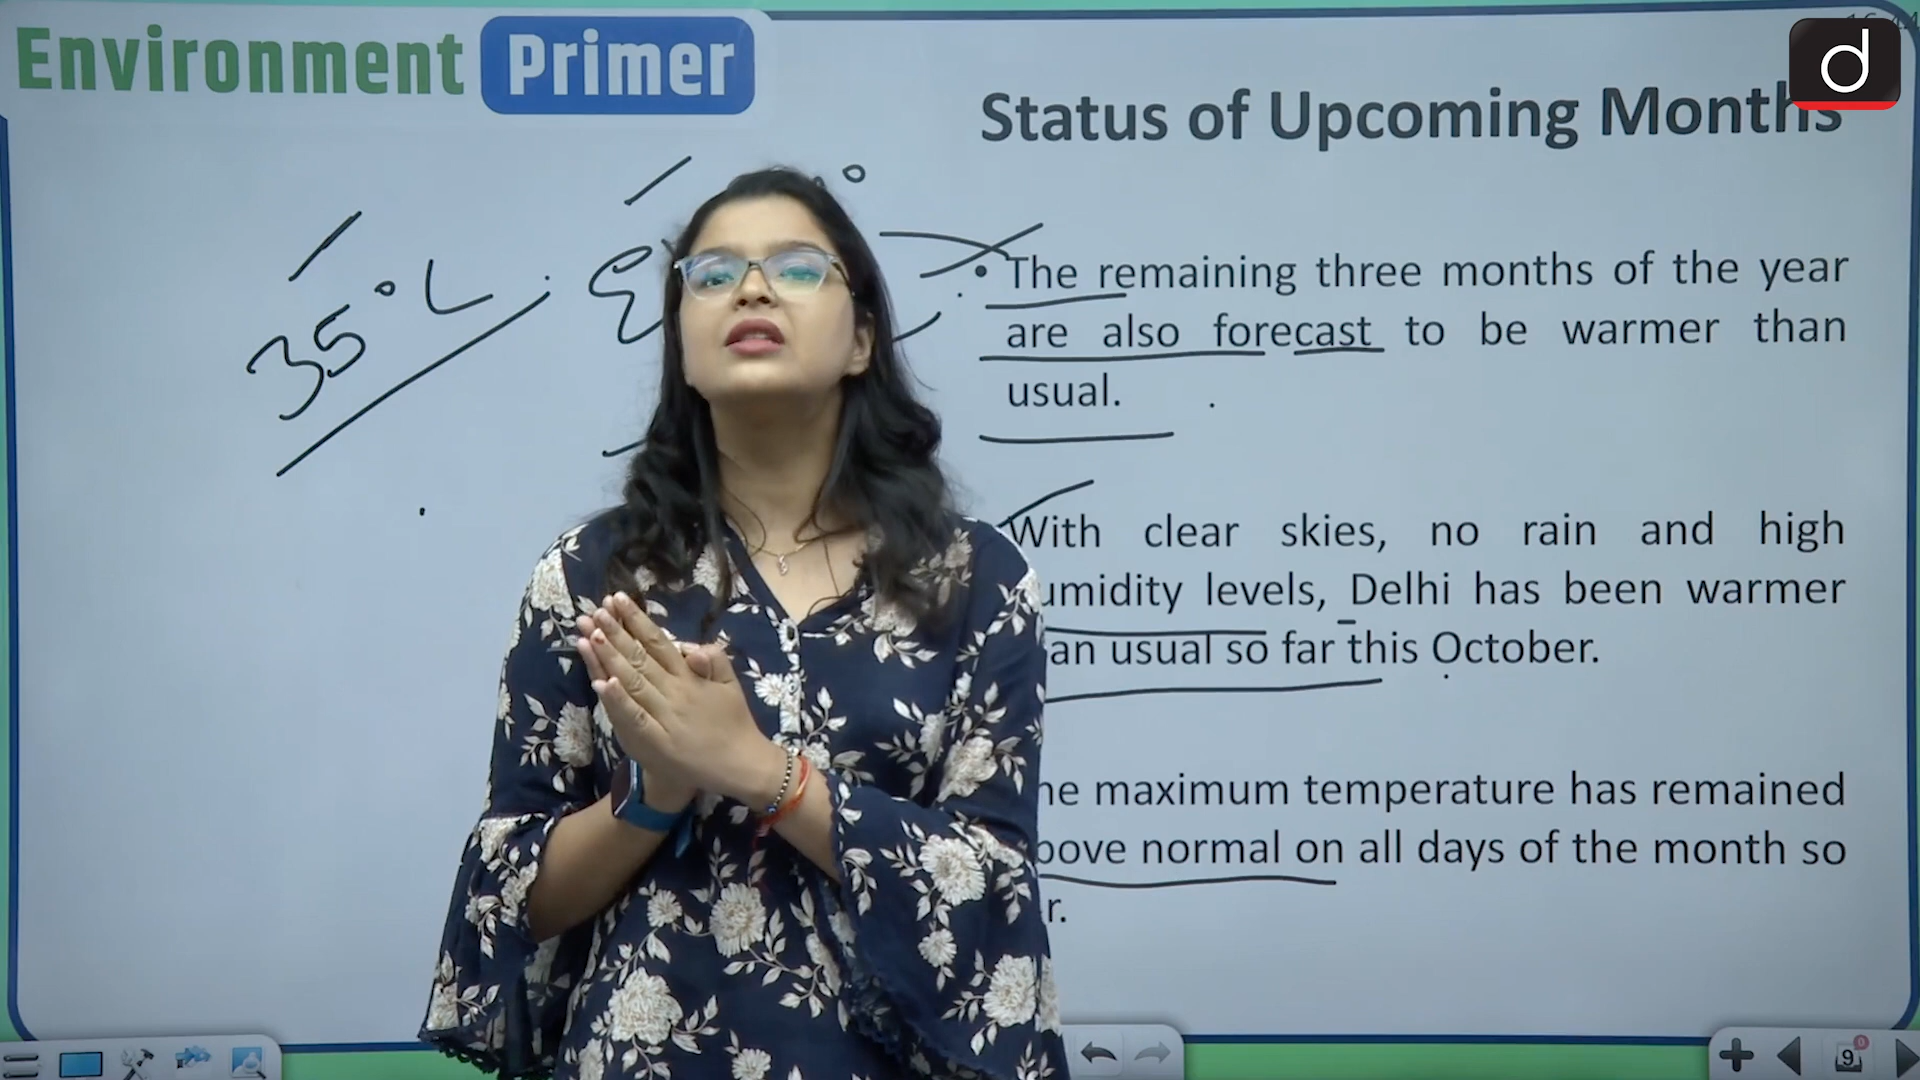 Environment Primer
Status of Upcoming Months
35°C
• The remaining three months of the year
are also forecast to be warmer than
usual.
With clear skies, no rain and high
umidity levels, Delhi has been warmer
an usual so far this October.
he maximum temperature has remained
bove normal on all days of the month so
r.
9
0